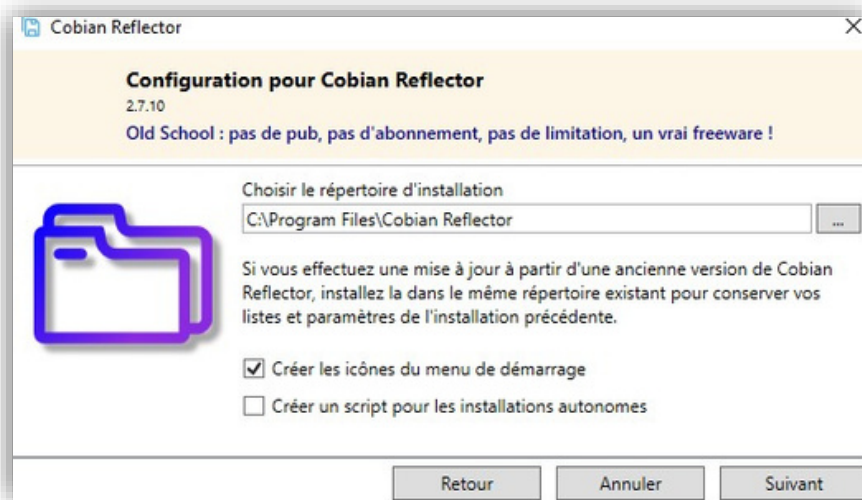 Cobian Reflector
Configuration pour Cobian Reflector
2.7.10
Old School : pas de pub, pas d'abonnement, pas de limitation, un vrai freeware !
Choisir le répertoire d'installation
C:\Program Files\Cobian Reflector
...
Si vous effectuez une mise à jour à partir d'une ancienne version de Cobian
Reflector, installez la dans le même répertoire existant pour conserver vos
listes et paramètres de l'installation précédente.
Créer les icônes du menu de démarrage
Créer un script pour les installations autonomes
Retour
Annuler
Suivant